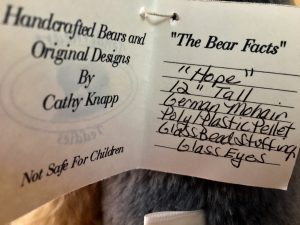 Handcrafted Bears and
Original Designs
By
Cathy Knapp
Not Safe For Children
"The Bear Facts"
"Hope"
12" Tall
German Mohair
Poly/Plastic Pellet
Glass Bead Stuffing
Glass Eyes